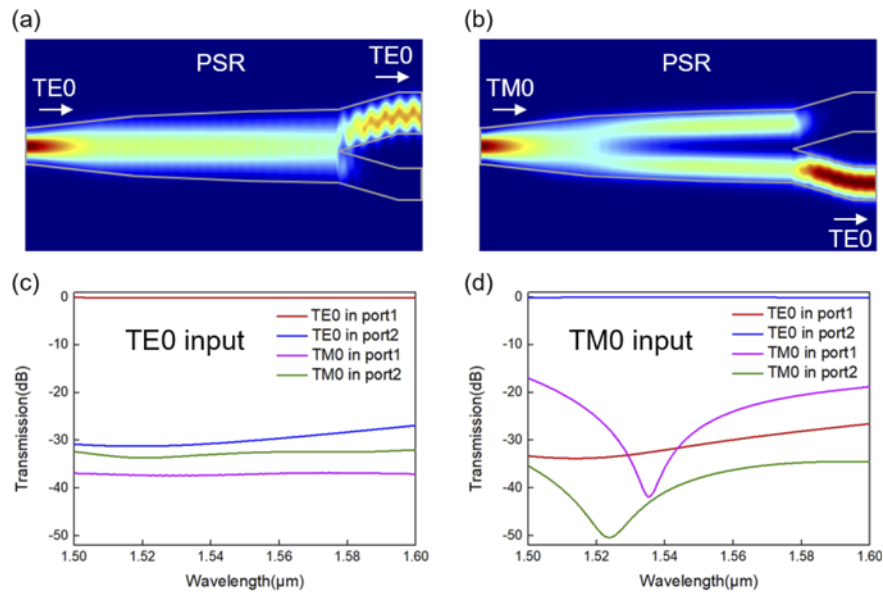 (a)
PSR
TE0
TE0
(b)
PSR
TM0
TE0
(c)
TE0 input
TE0 in port1
TE0 in port2
TM0 in port1
TM0 in port2
Transmission(dB)
0
-10
-20
-30
-40
-50
1.50
1.52
1.54
1.56
1.58
1.60
Wavelength(μm)
(d)
TM0 input
TE0 in port1
TE0 in port2
TM0 in port1
TM0 in port2
Transmission(dB)
0
-10
-20
-30
-40
-50
1.50
1.52
1.54
1.56
1.58
1.60
Wavelength(μm)